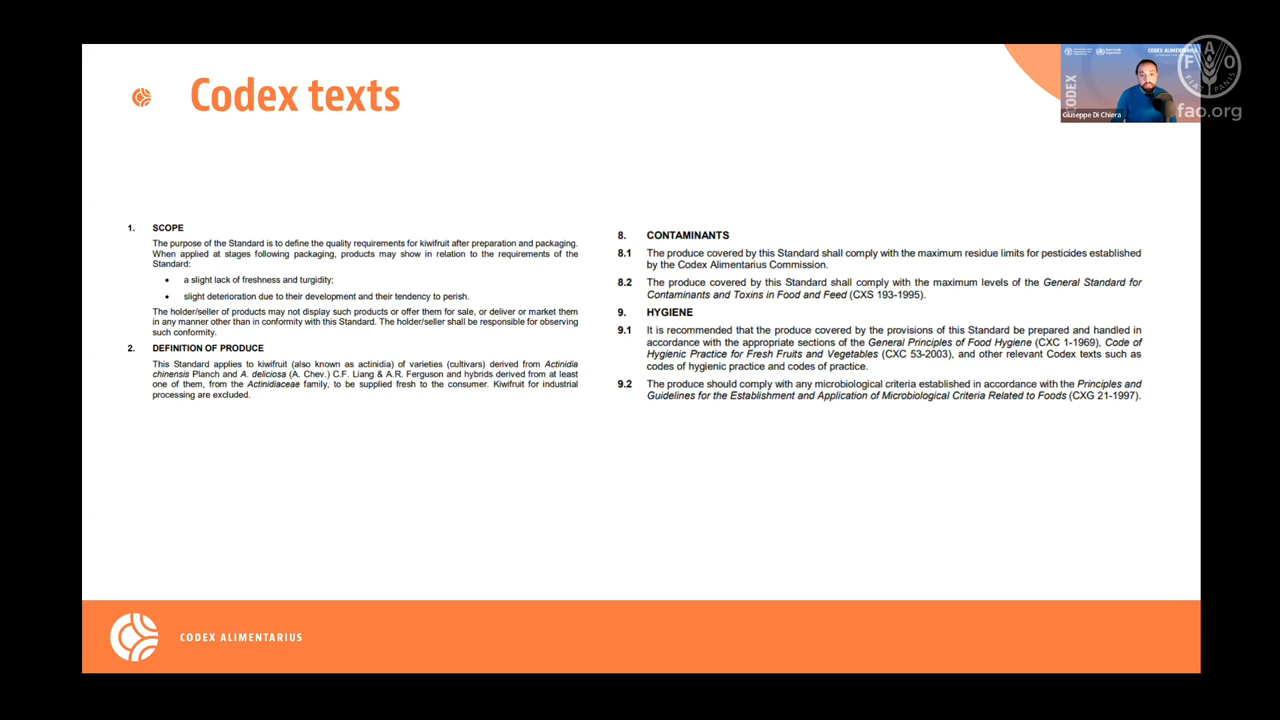 Codex texts
CODEX ALIMENTARIUS
CODEX
Giuseppe Di Chiera
FAO
FIAT PANIS
fao.org
1. SCOPE
The purpose of the Standard is to define the quality requirements for kiwifruit after preparation and packaging.
When applied at stages following packaging, products may show in relation to the requirements of the
Standard:
• a slight lack of freshness and turgidity;
• slight deterioration due to their development and their tendency to perish.
The holder/seller of products may not display such products or offer them for sale, or deliver or market them
in any manner other than in conformity with this Standard. The holder/seller shall be responsible for observing
such conformity.
2. DEFINITION OF PRODUCE
This Standard applies to kiwifruit (also known as actinidia) of varieties (cultivars) derived from Actinidia
chinensis Planch and A. deliciosa (A. Chev.) C.F. Liang & A.R. Ferguson and hybrids derived from at least
one of them, from the Actinidiaceae family, to be supplied fresh to the consumer. Kiwifruit for industrial
processing are excluded.
8. CONTAMINANTS
8.1 The produce covered by this Standard shall comply with the maximum residue limits for pesticides established
by the Codex Alimentarius Commission.
8.2 The produce covered by this Standard shall comply with the maximum levels of the General Standard for
Contaminants and Toxins in Food and Feed (CXS 193-1995).
9. HYGIENE
9.1 It is recommended that the produce covered by the provisions of this Standard be prepared and handled in
accordance with the appropriate sections of the General Principles of Food Hygiene (CXC 1-1969), Code of
Hygienic Practice for Fresh Fruits and Vegetables (CXC 53-2003), and other relevant Codex texts such as
codes of hygienic practice and codes of practice.
9.2 The produce should comply with any microbiological criteria established in accordance with the Principles and
Guidelines for the Establishment and Application of Microbiological Criteria Related to Foods (CXG 21-1997).
CODEX ALIMENTARIUS